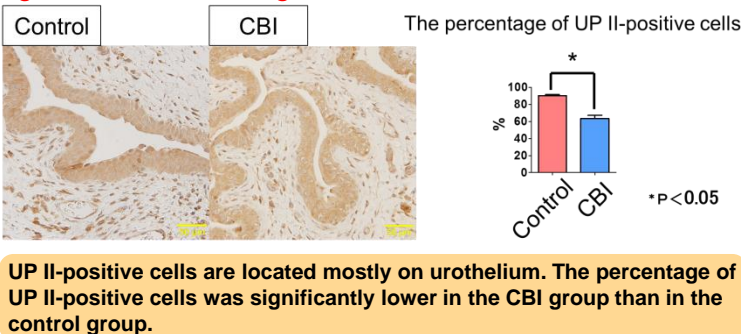 Control
CBI
The percentage of UP II-positive cells
*
100
80
60
40
20
0
%
Control
CBI
*P<0.05
UP II-positive cells are located mostly on urothelium. The percentage of
UP II-positive cells was significantly lower in the CBI group than in the
control group.